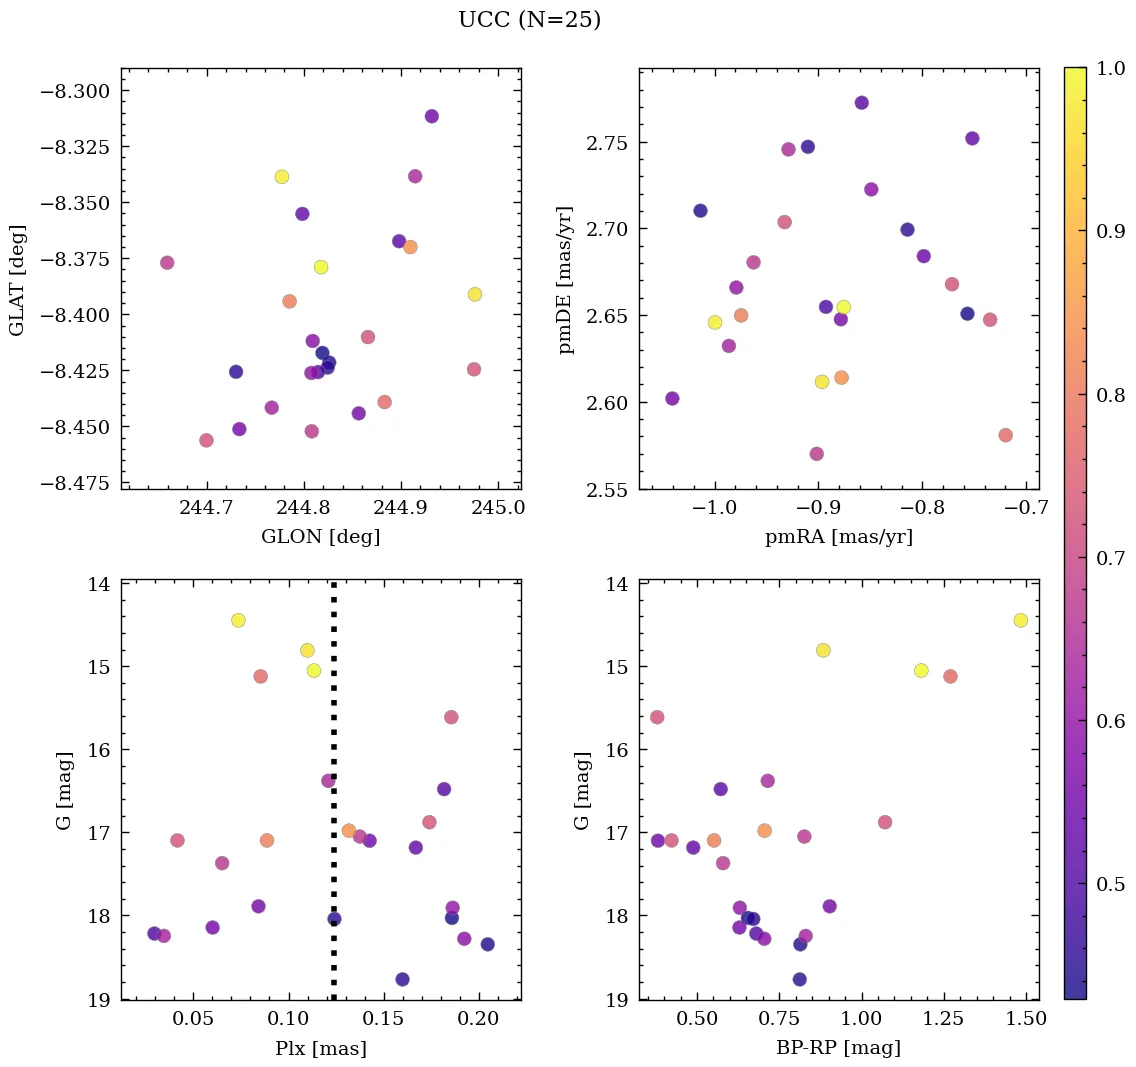 UCC (N=25)
−8.300
−8.325
−8.350
−8.375
−8.400
−8.425
−8.450
−8.475
GLAT [deg]
244.7 244.8 244.9 245.0
GLON [deg]
2.75
2.70
2.65
2.60
2.55
pmDE [mas/yr]
−1.0 −0.9 −0.8 −0.7
pmRA [mas/yr]
14
15
16
17
18
19
G [mag]
0.05 0.10 0.15 0.20
Plx [mas]
14
15
16
17
18
19
G [mag]
0.50 0.75 1.00 1.25 1.50
BP-RP [mag]
1.0
0.9
0.8
0.7
0.6
0.5